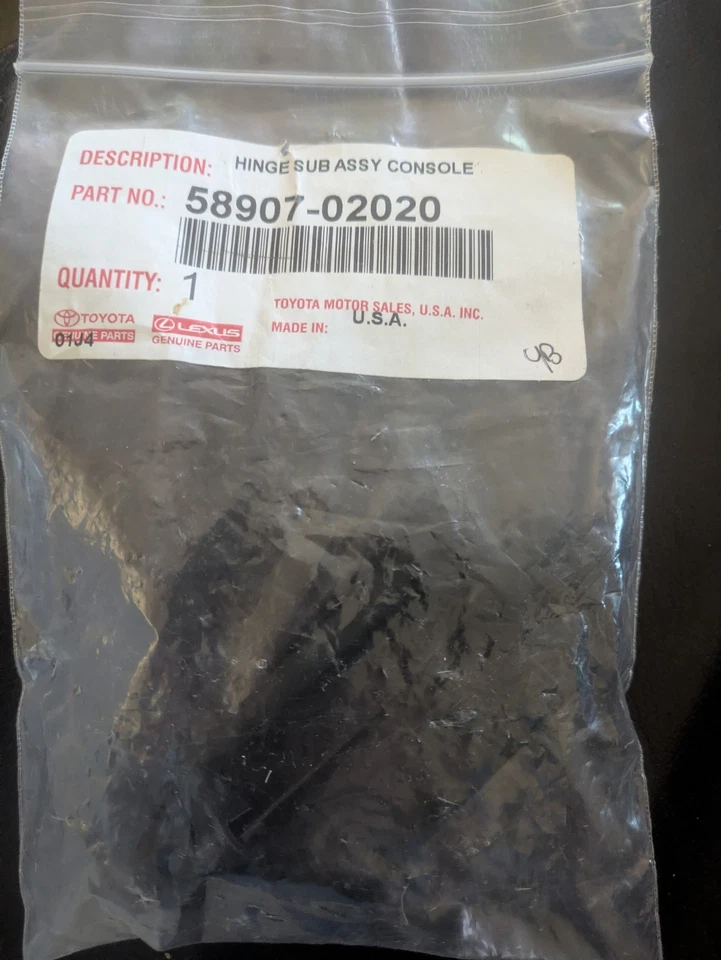 DESCRIPTION: HINGE SUB ASSY CONSOLE
PART NO.: 58907-02020
QUANTITY: 1
TOYOTA MOTOR SALES, U.S.A. INC.
MADE IN: U.S.A.
TOYOTA
GENUINE PARTS
01J4
LEXUS
GENUINE PARTS